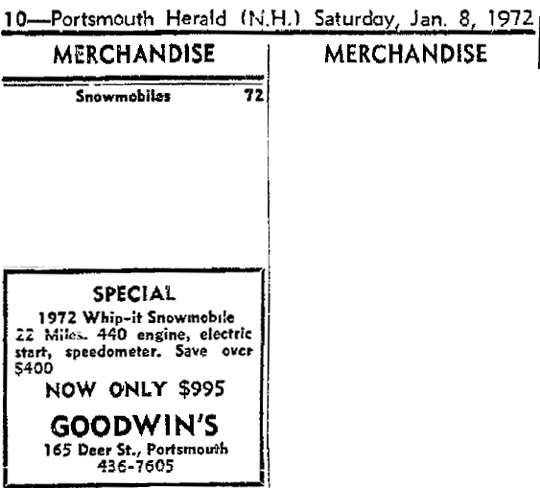 10—Portsmouth Herald (N.H.) Saturday, Jan. 8, 1972
MERCHANDISE
Snowmobiles 72
SPECIAL
1972 Whip-it Snowmobile
22 Miles. 440 engine, electric
start, speedometer. Save over
$400
NOW ONLY $995
GOODWIN'S
165 Deer St., Portsmouth
436-7605
MERCHANDISE